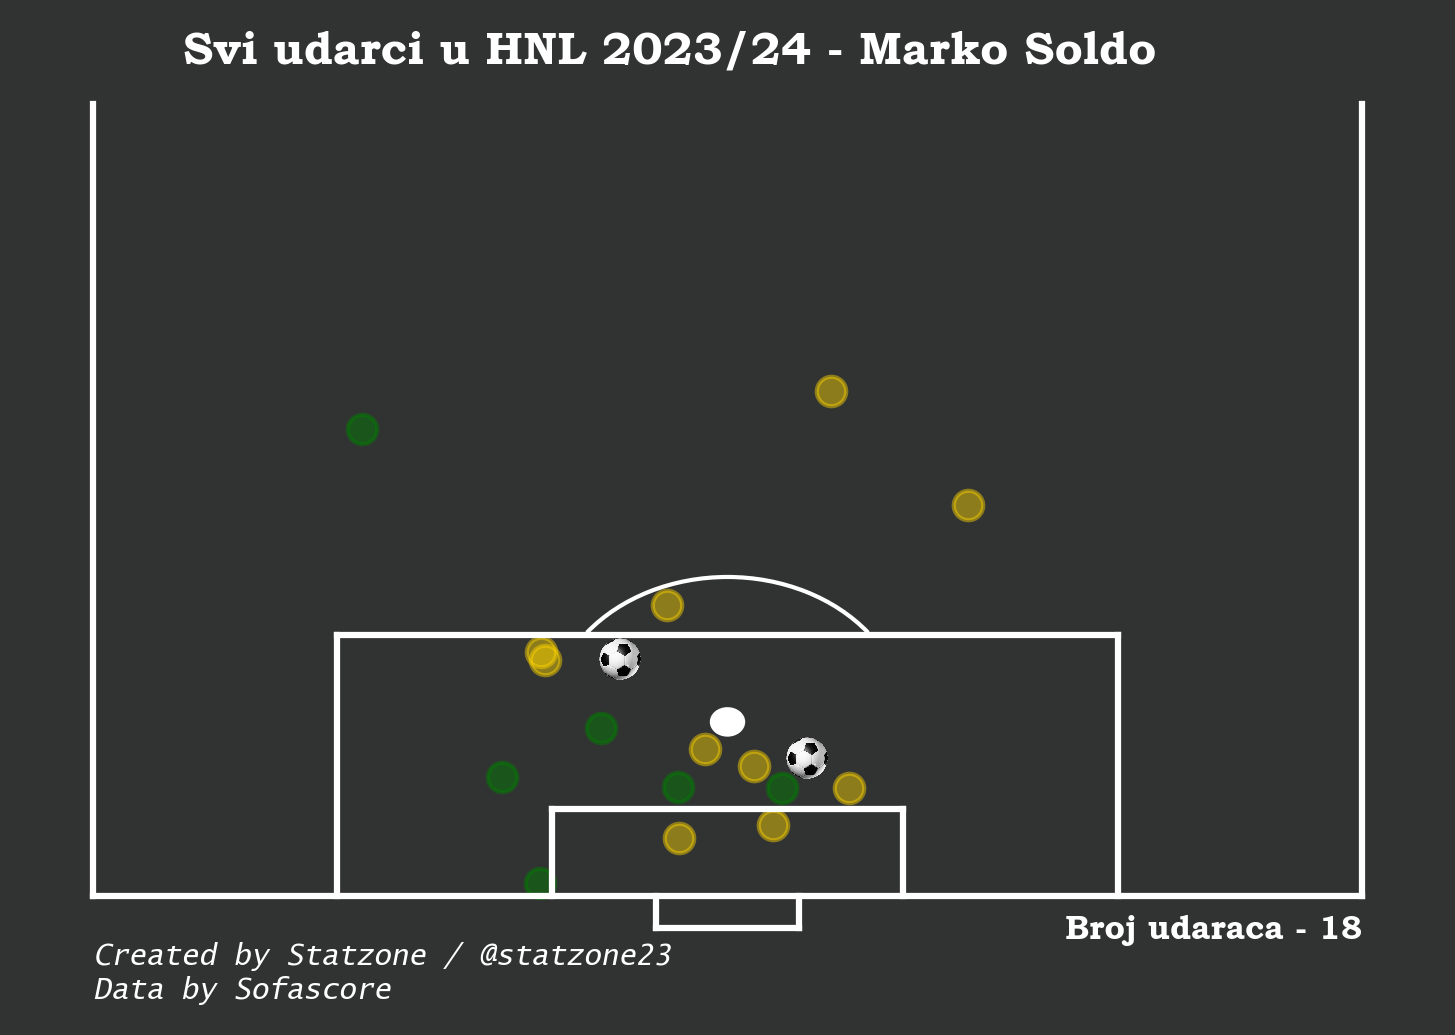 Svi udarci u HNL 2023/24 - Marko Soldo
Broj udaraca - 18
Created by Statzone / @statzone23
Data by Sofascore